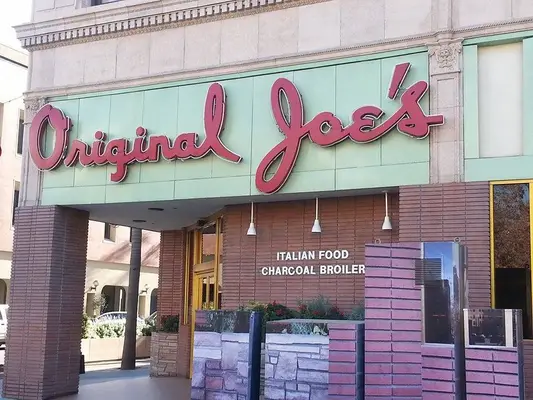 Original Joe's
ITALIAN FOOD
CHARCOAL BROILER